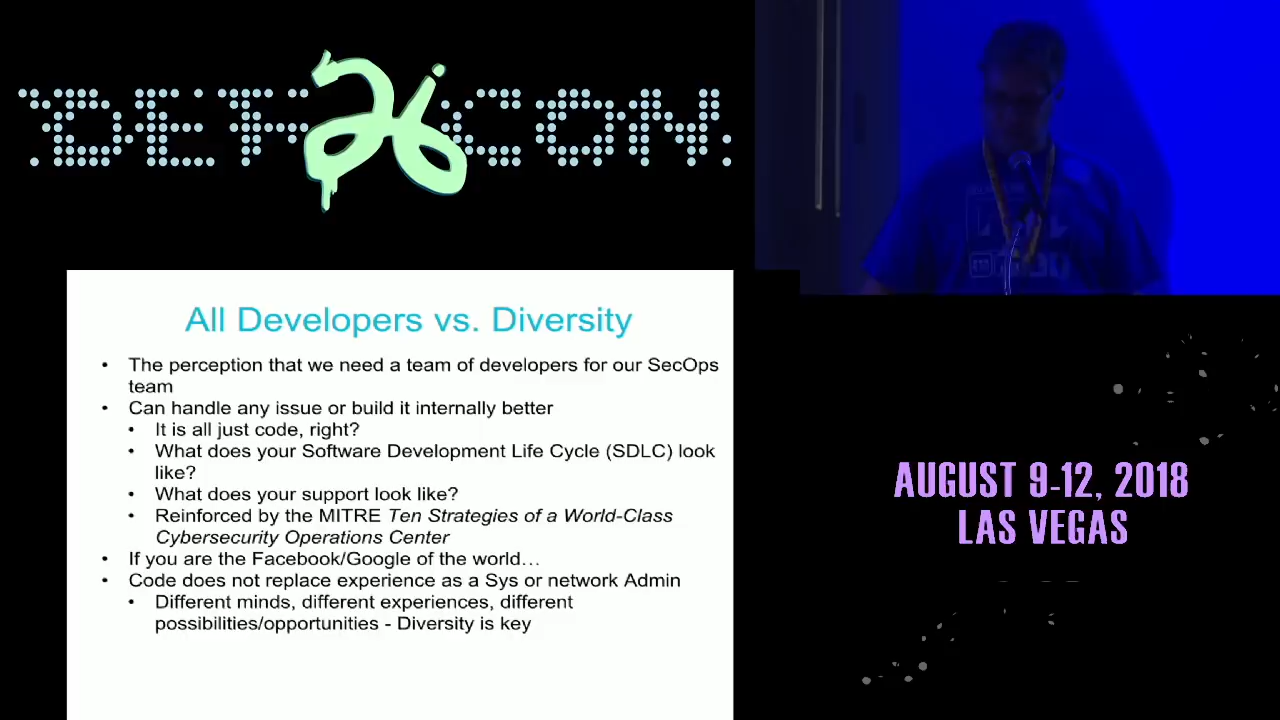 DEF 26 CON
All Developers vs. Diversity
• The perception that we need a team of developers for our SecOps
team
• Can handle any issue or build it internally better
• It is all just code, right?
• What does your Software Development Life Cycle (SDLC) look
like?
• What does your support look like?
• Reinforced by the MITRE Ten Strategies of a World-Class
Cybersecurity Operations Center
• If you are the Facebook/Google of the world…
• Code does not replace experience as a Sys or network Admin
• Different minds, different experiences, different
possibilities/opportunities - Diversity is key
AUGUST 9-12, 2018
LAS VEGAS